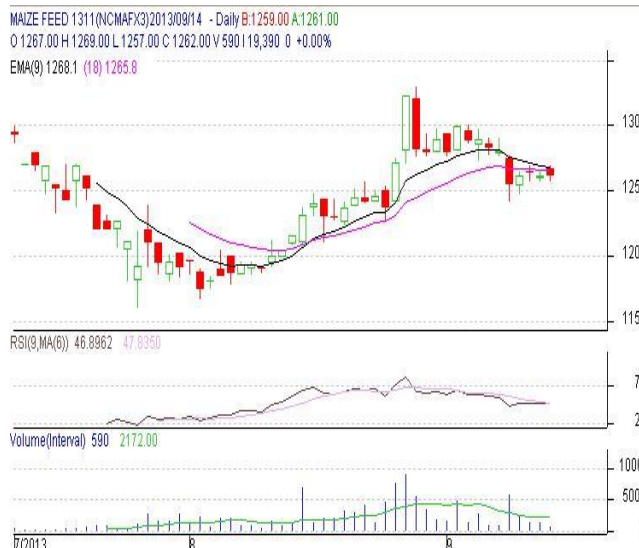 MAIZE FEED 1311(NCMAFX3)2013/09/14 - Daily B:1259.00 A:1261.00
O 1267.00 H 1269.00 L 1257.00 C 1262.00 V 590 I 19,390 0 +0.00%
EMA(9) 1268.1 (18) 1265.8
130
125
120
115
RSI(9,MA(6)) 46.8962 47.8350
7
2
Volume(Interval) 590 2172.00
1000
500
7/2013 8 9